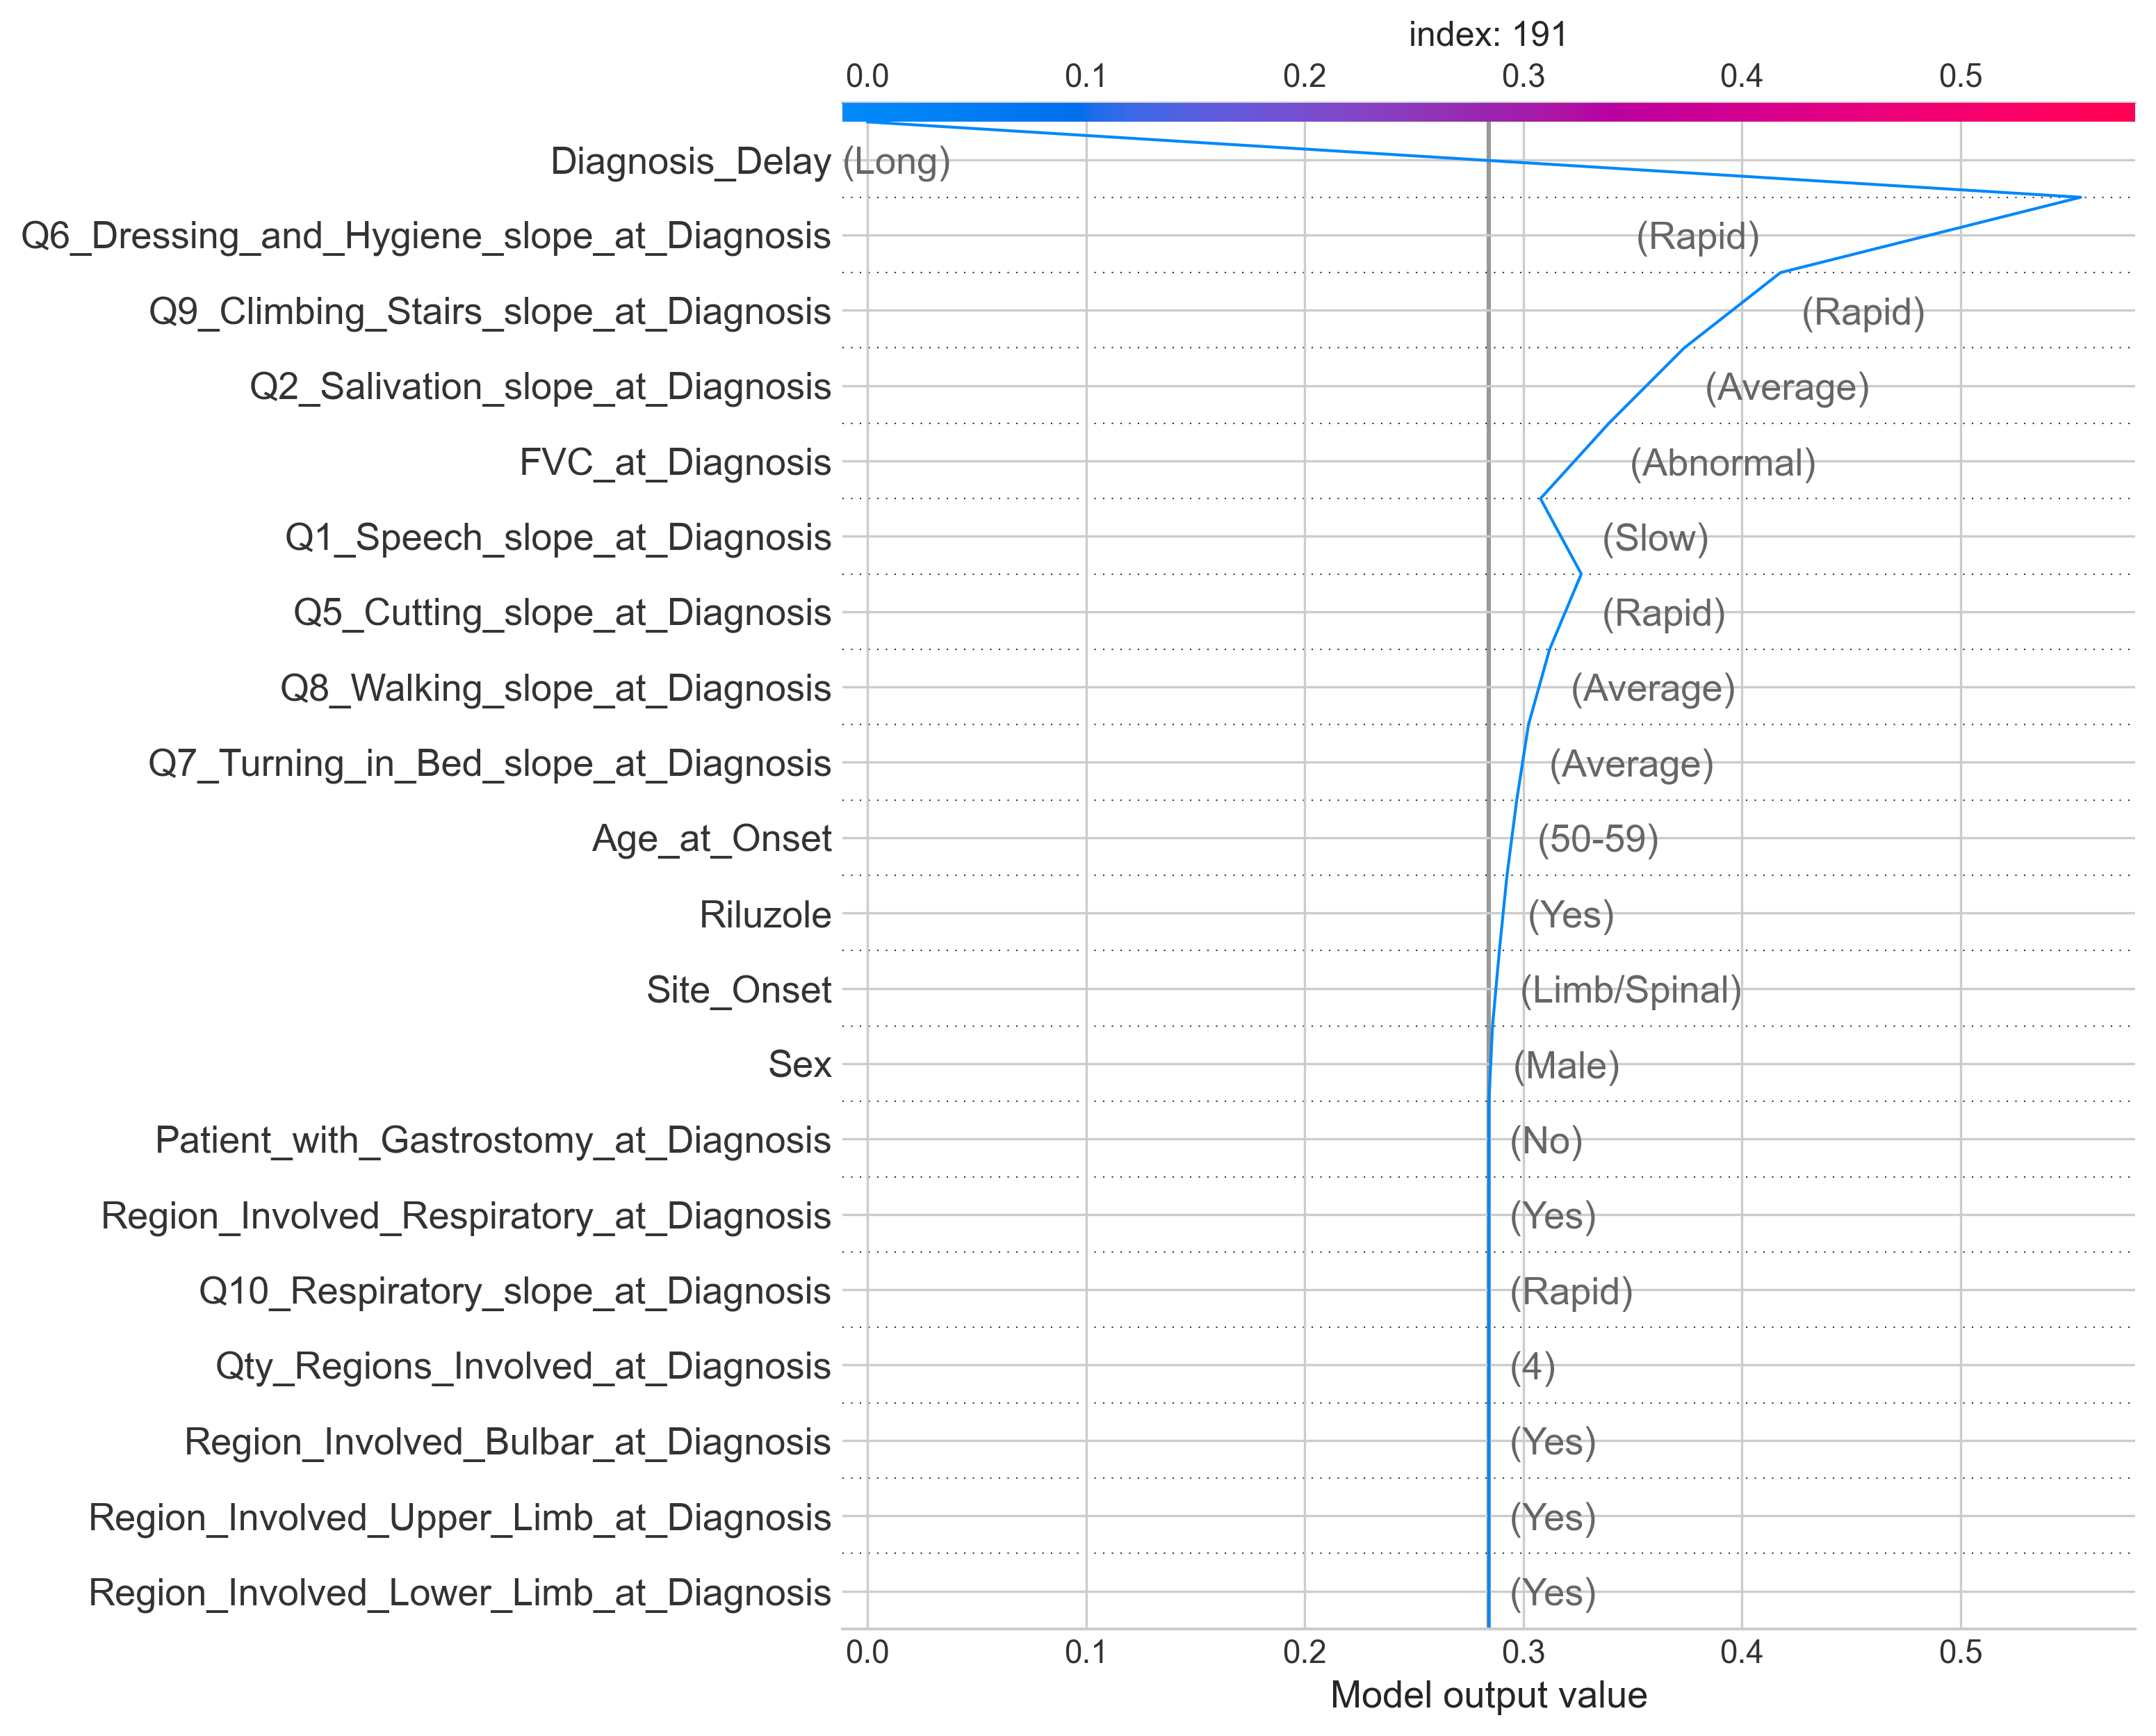 index: 191
0.0 0.1 0.2 0.3 0.4 0.5
Diagnosis_Delay (Long)
Q6_Dressing_and_Hygiene_slope_at_Diagnosis (Rapid)
Q9_Climbing_Stairs_slope_at_Diagnosis (Rapid)
Q2_Salivation_slope_at_Diagnosis (Average)
FVC_at_Diagnosis (Abnormal)
Q1_Speech_slope_at_Diagnosis (Slow)
Q5_Cutting_slope_at_Diagnosis (Rapid)
Q8_Walking_slope_at_Diagnosis (Average)
Q7_Turning_in_Bed_slope_at_Diagnosis (Average)
Age_at_Onset (50-59)
Riluzole (Yes)
Site_Onset (Limb/Spinal)
Sex (Male)
Patient_with_Gastrostomy_at_Diagnosis (No)
Region_Involved_Respiratory_at_Diagnosis (Yes)
Q10_Respiratory_slope_at_Diagnosis (Rapid)
Qty_Regions_Involved_at_Diagnosis (4)
Region_Involved_Bulbar_at_Diagnosis (Yes)
Region_Involved_Upper_Limb_at_Diagnosis (Yes)
Region_Involved_Lower_Limb_at_Diagnosis (Yes)
0.0 0.1 0.2 0.3 0.4 0.5
Model output value